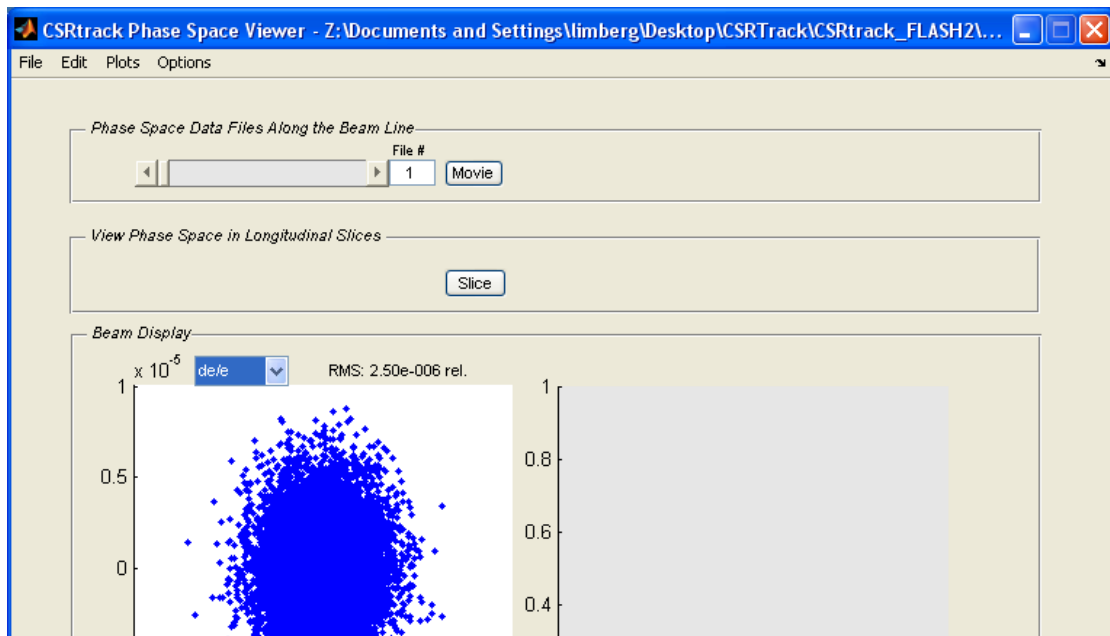 CSRtrack Phase Space Viewer - Z:\Documents and Settings\limberg\Desktop\CSRTrack\CSRtrack_FLASH2\...
File Edit Plots Options
Phase Space Data Files Along the Beam Line
File #
1 Movie
View Phase Space in Longitudinal Slices
Slice
Beam Display
x 10^-5 de/e RMS: 2.50e-006 rel.
1 1
0.8
0.5
0.6
0
0.4